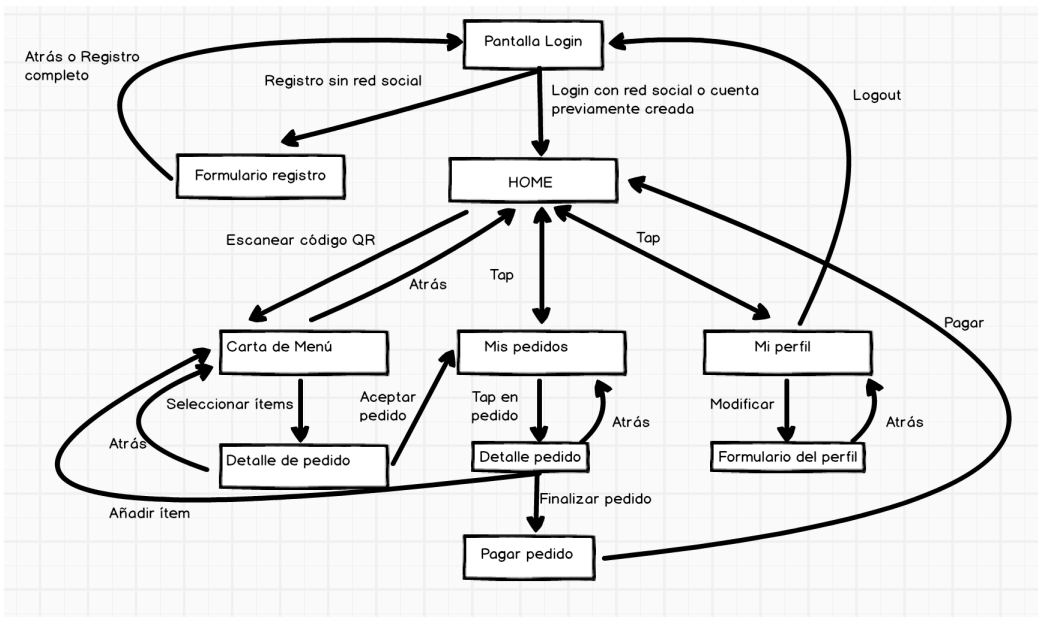 Pantalla Login
Atrás o Registro
completo
Registro sin red social
Login con red social o cuenta
previamente creada
Logout
Formulario registro
HOME
Escanear código QR
Tap
Atrás
Tap
Pagar
Carta de Menú
Mis pedidos
Mi perfil
Seleccionar ítems
Aceptar
pedido
Tap en
pedido
Modificar
Atrás
Atrás
Atrás
Detalle de pedido
Detalle pedido
Formulario del perfil
Añadir ítem
Finalizar pedido
Pagar pedido